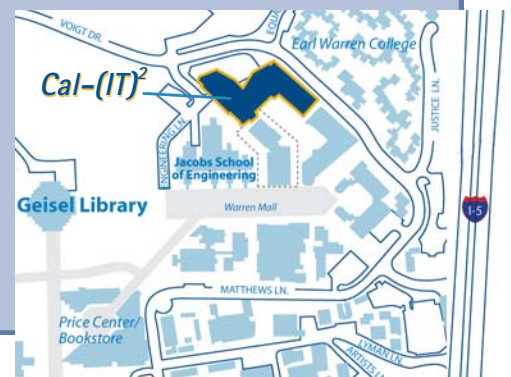 VOIGT DR.
EQUA
Earl Warren College
Cal-(IT)²
JUSTICE LN.
ENGINEERING LN.
Jacobs School
of Engineering
Geisel Library
Warren Mall
I-5
MATTHEWS LN.
Price Center/
Bookstore
LYMAN LN.
ARTISTS LN